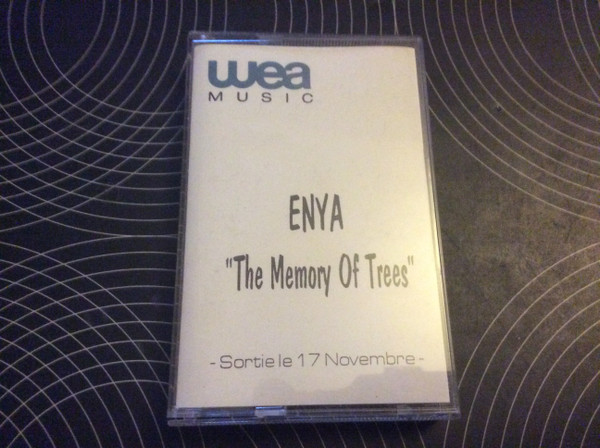 wea
MUSIC
ENYA
"The Memory Of Trees"
- Sortie le 17 Novembre -